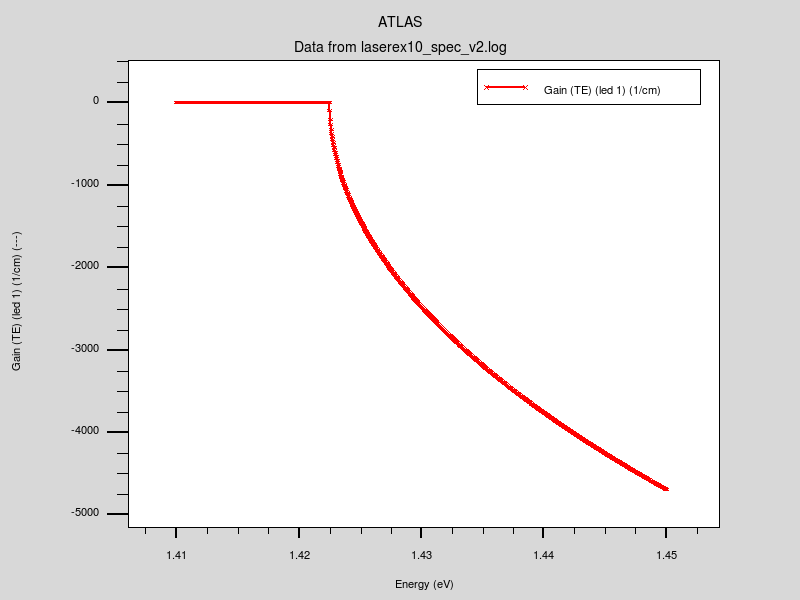 ATLAS
Data from laserex10_spec_v2.log
Gain (TE) (led 1) (1/cm)
0
-1000
-2000
-3000
-4000
-5000
Gain (TE) (led 1) (1/cm) (---)
1.41 1.42 1.43 1.44 1.45
Energy (eV)